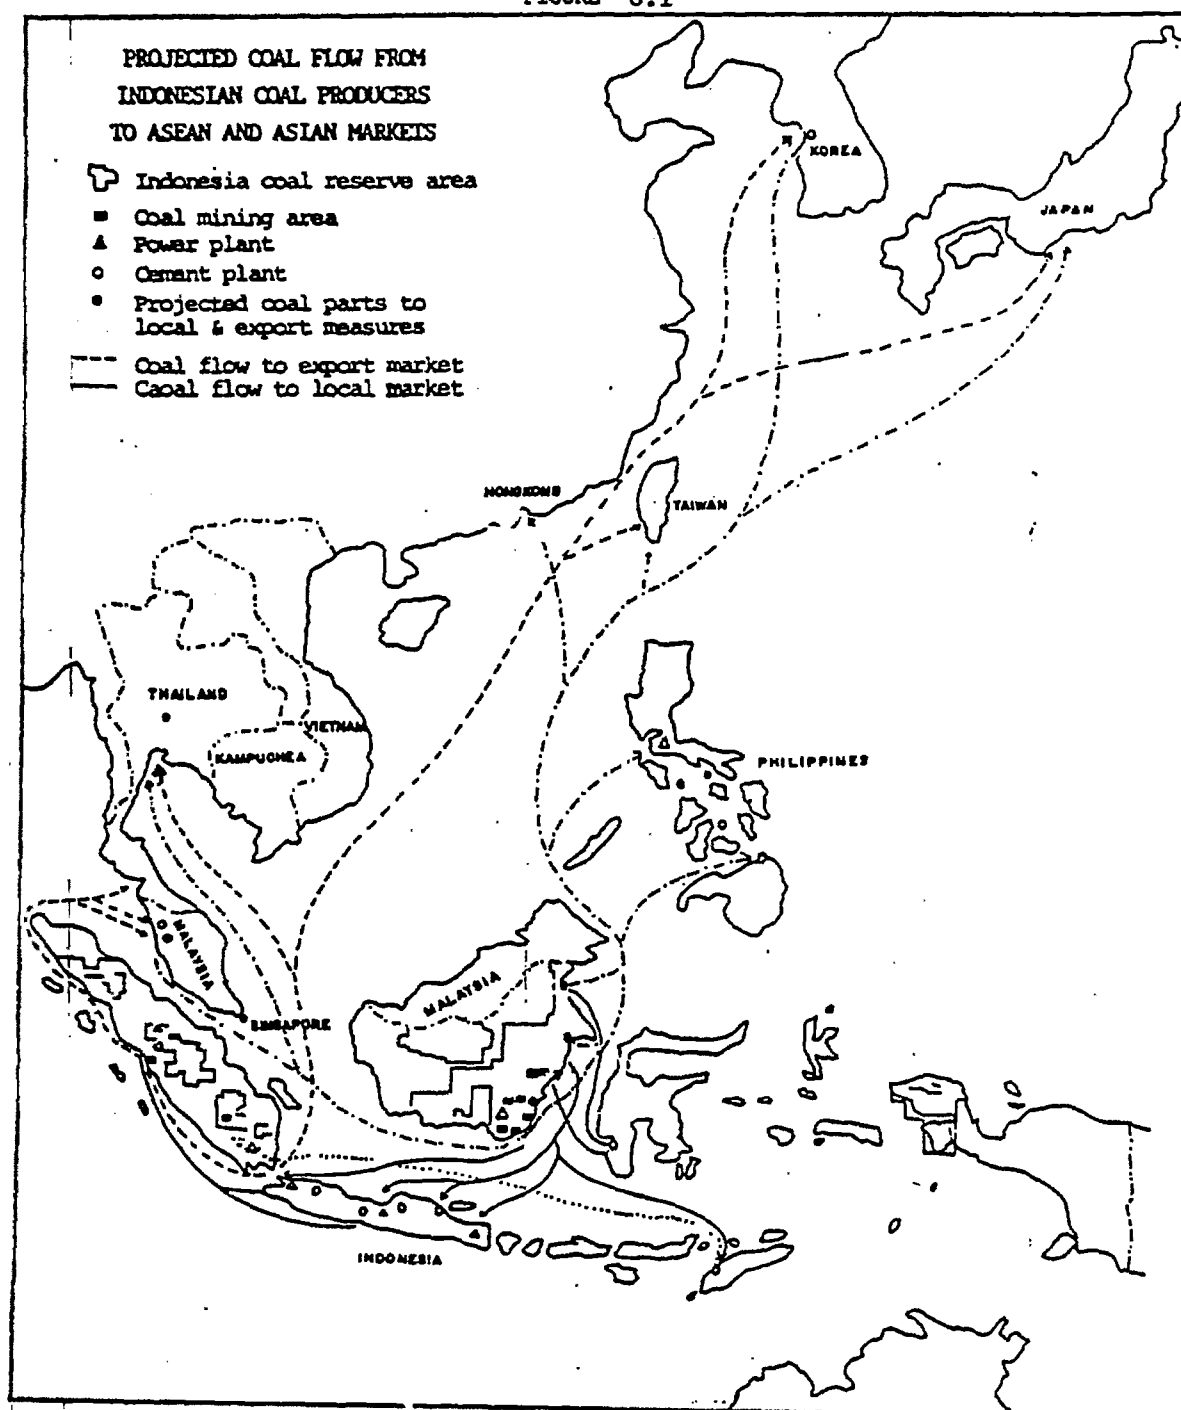 PROJECTED COAL FLOW FROM
INDONESIAN COAL PRODUCERS
TO ASEAN AND ASIAN MARKETS
Indonesia coal reserve area
Coal mining area
Power plant
Cement plant
Projected coal parts to
local & export measures
Coal flow to export market
Caoal flow to local market
KOREA
JAPAN
HONGKONG
TAIWAN
THAILAND
VIETNAM
KAMPUCHEA
PHILIPPINES
MALAYSIA
MALAYSIA
SINGAPORE
INDONESIA